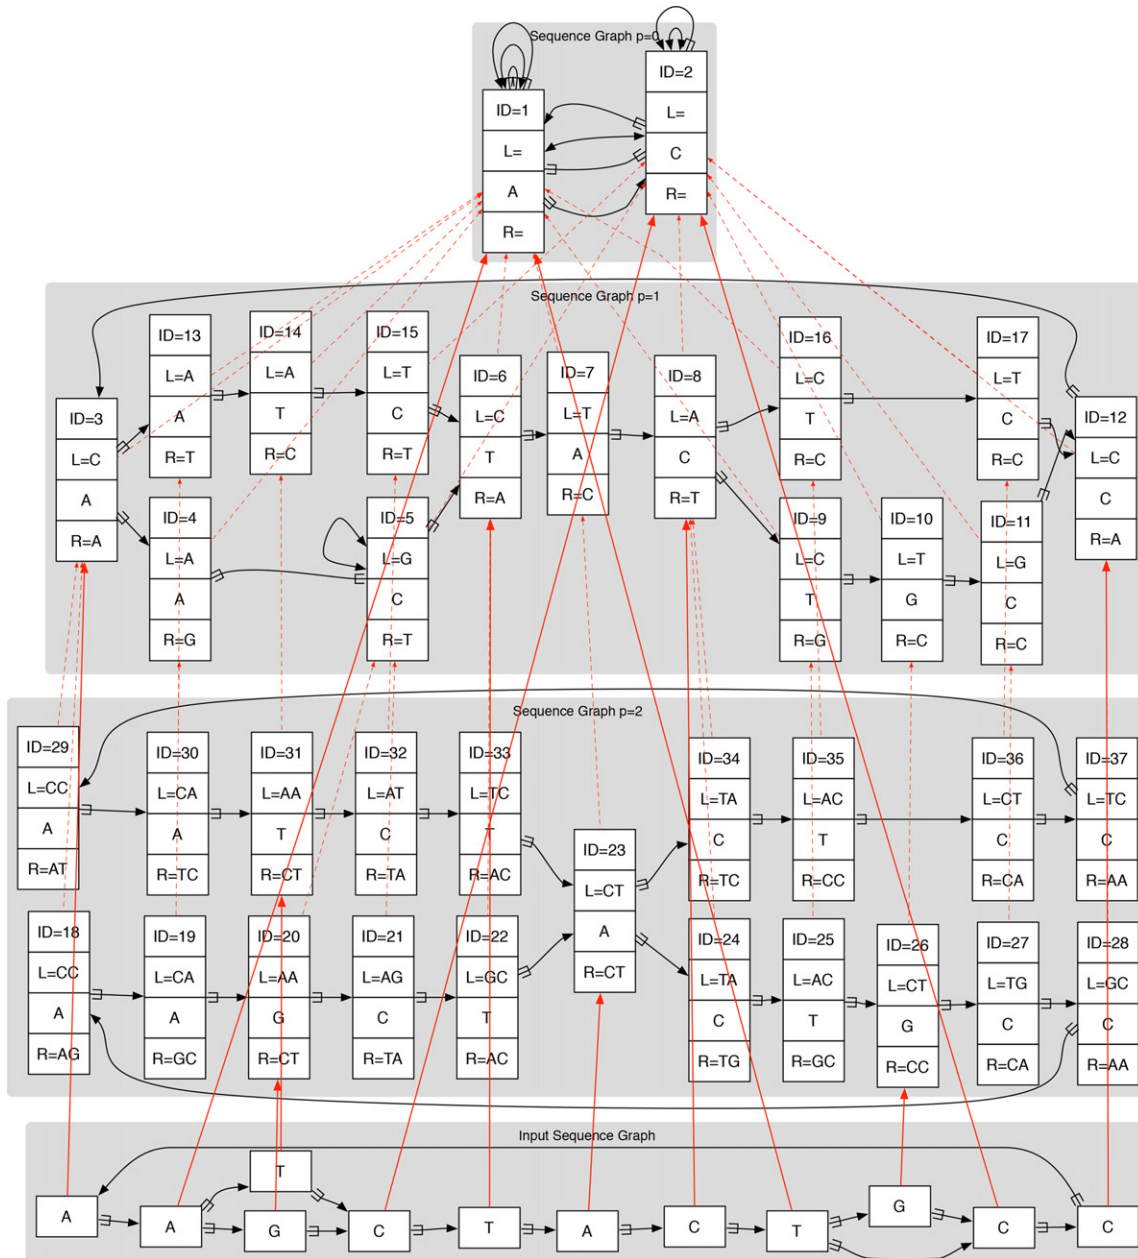 Sequence Graph p=0
ID=1
L=
A
R=
ID=2
L=
C
R=
Sequence Graph p=1
ID=3
L=C
A
R=A
ID=13
L=A
A
R=T
ID=14
L=A
T
R=C
ID=15
L=T
C
R=T
ID=4
L=A
A
R=G
ID=5
L=G
C
R=T
ID=6
L=C
T
R=A
ID=7
L=T
A
R=C
ID=8
L=A
C
R=T
ID=16
L=C
T
R=C
ID=17
L=T
C
R=C
ID=9
L=C
T
R=G
ID=10
L=T
G
R=C
ID=11
L=G
C
R=C
ID=12
L=C
C
R=A
Sequence Graph p=2
ID=29
L=CC
A
R=AT
ID=30
L=CA
A
R=TC
ID=31
L=AA
T
R=CT
ID=32
L=AT
C
R=TA
ID=33
L=TC
T
R=AC
ID=18
L=CC
A
R=AG
ID=19
L=CA
A
R=GC
ID=20
L=AA
G
R=CT
ID=21
L=AG
C
R=TA
ID=22
L=GC
T
R=AC
ID=23
L=CT
A
R=CT
ID=34
L=TA
C
R=TC
ID=35
L=AC
T
R=CC
ID=36
L=CT
C
R=CA
ID=37
L=TC
C
R=AA
ID=24
L=TA
C
R=TG
ID=25
L=AC
T
R=GC
ID=26
L=CT
G
R=CC
ID=27
L=TG
C
R=CA
ID=28
L=GC
C
R=AA
Input Sequence Graph
A
A
T
G
C
T
A
C
T
G
C
C